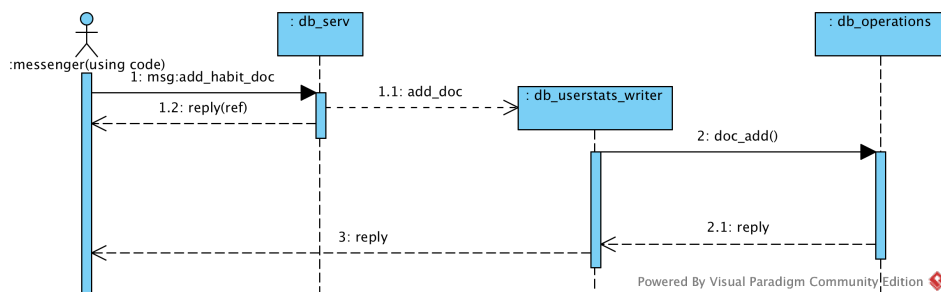 : db_serv
: db_operations
:messenger(using code)
1: msg:add_habit_doc
1.1: add_doc
: db_userstats_writer
1.2: reply(ref)
2: doc_add()
2.1: reply
3: reply
Powered By Visual Paradigm Community Edition